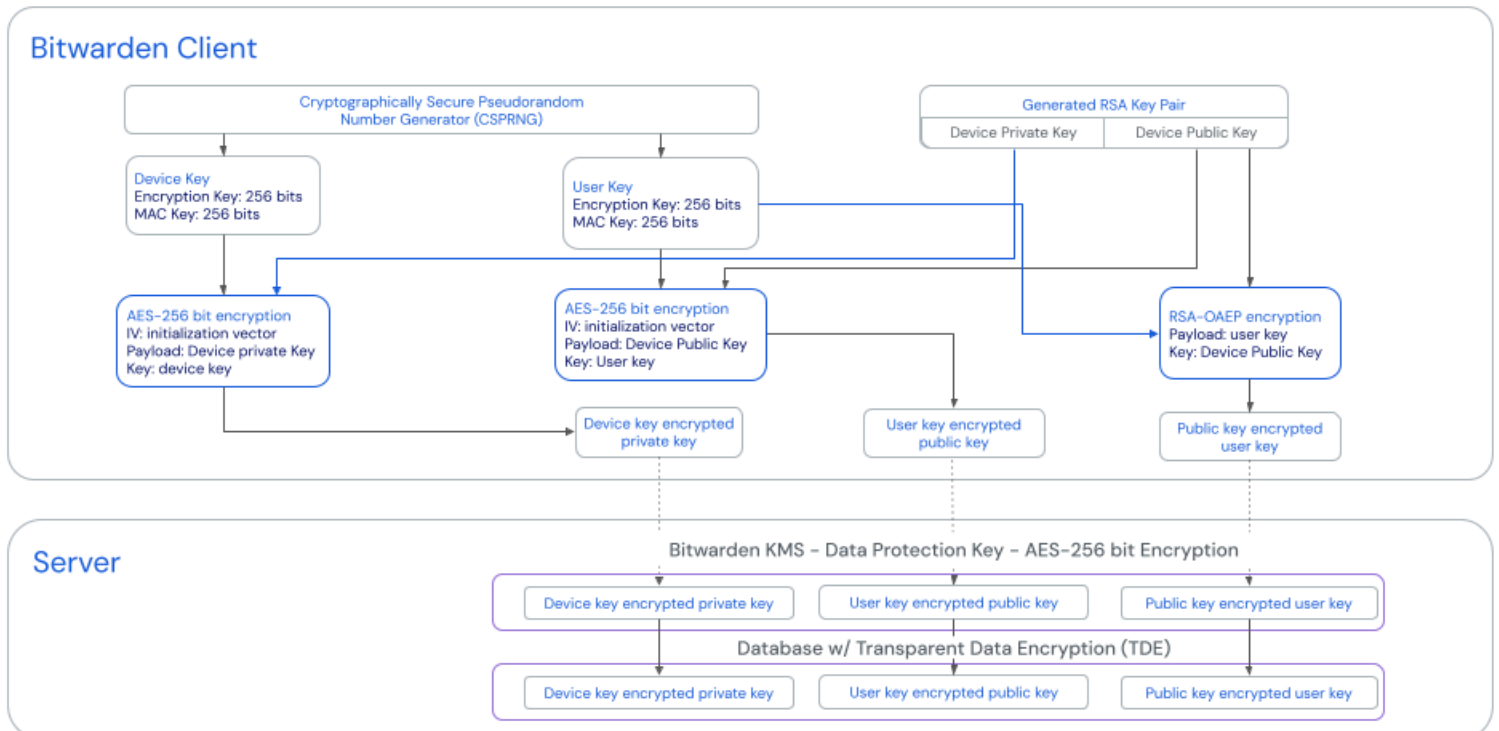 Bitwarden Client
Cryptographically Secure Pseudorandom
Number Generator (CSPRNG)
Generated RSA Key Pair
Device Private Key
Device Public Key
Device Key
Encryption Key: 256 bits
MAC Key: 256 bits
User Key
Encryption Key: 256 bits
MAC Key: 256 bits
AES-256 bit encryption
IV: initialization vector
Payload: Device private Key
Key: device key
AES-256 bit encryption
IV: initialization vector
Payload: Device Public Key
Key: User key
RSA-OAEP encryption
Payload: user key
Key: Device Public Key
Device key encrypted
private key
User key encrypted
public key
Public key encrypted
user key
Server
Bitwarden KMS - Data Protection Key - AES-256 bit Encryption
Device key encrypted private key
User key encrypted public key
Public key encrypted user key
Database w/ Transparent Data Encryption (TDE)
Device key encrypted private key
User key encrypted public key
Public key encrypted user key